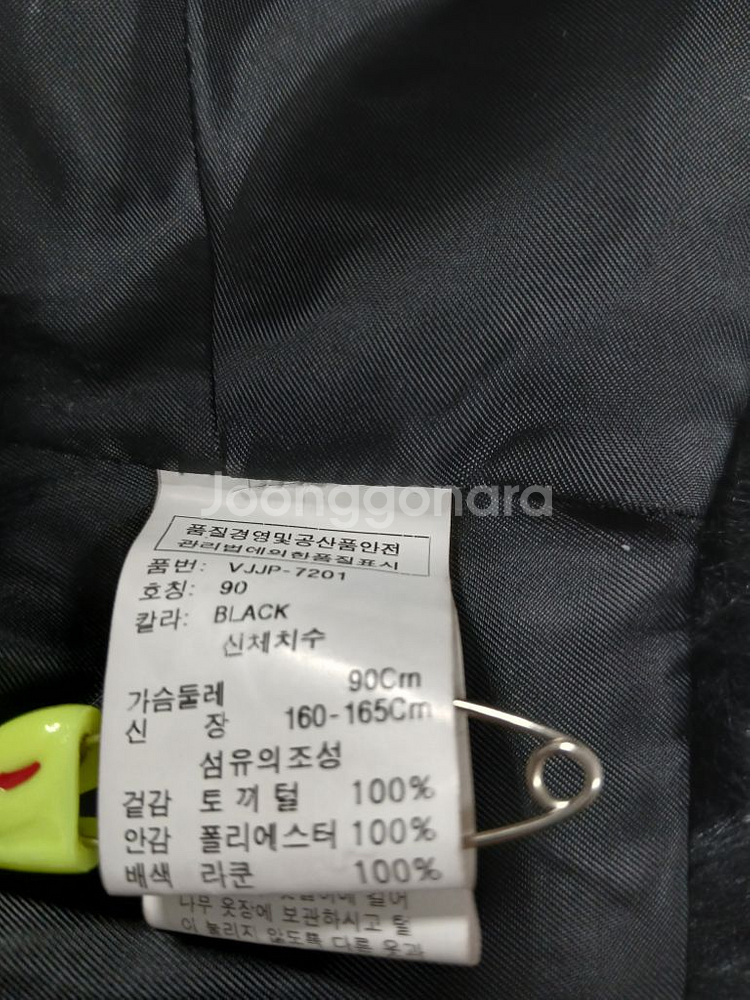 Joonggonara
품질경영및공산품안전
관리법에의한품질표시
품번: VJJP-7201
호칭: 90
칼라: BLACK
신체치수
가슴둘레 90Cm
신 장 160-165Cm
섬유의조성
겉감 토끼털 100%
안감 폴리에스터 100%
배색 라쿤 100%
걸어
나무 옷장에 보관하시고 털
이 눌리지 않도록 다른 옷과